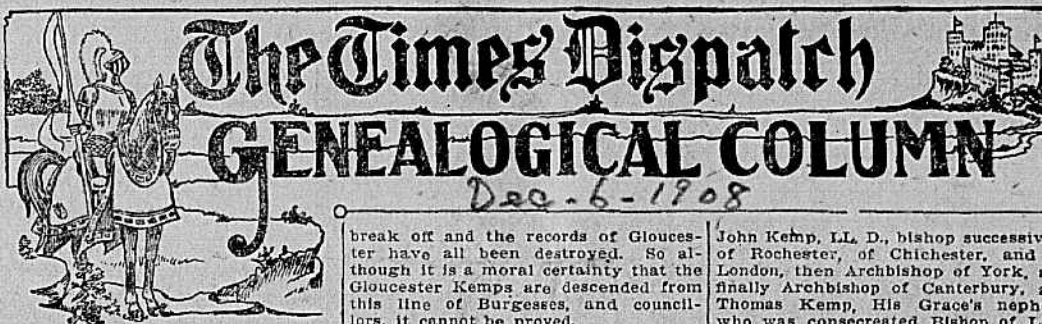 The Times Dispatch
GENEALOGICAL COLUMN
Dec. 6 - 1908
break off and the records of Glouces-
ter have all been destroyed. So al-
though it is a moral certainty that the
Gloucester Kemps are descended from
this line of Burgesses, and council-
lors, it cannot be proved.
John Kemp, LL. D., bishop
of Rochester, of Chichester, and
London, then Archbishop of York,
finally Archbishop of Canterbury,
Thomas Kemp, His Grace's
who was consecrated Bishop of